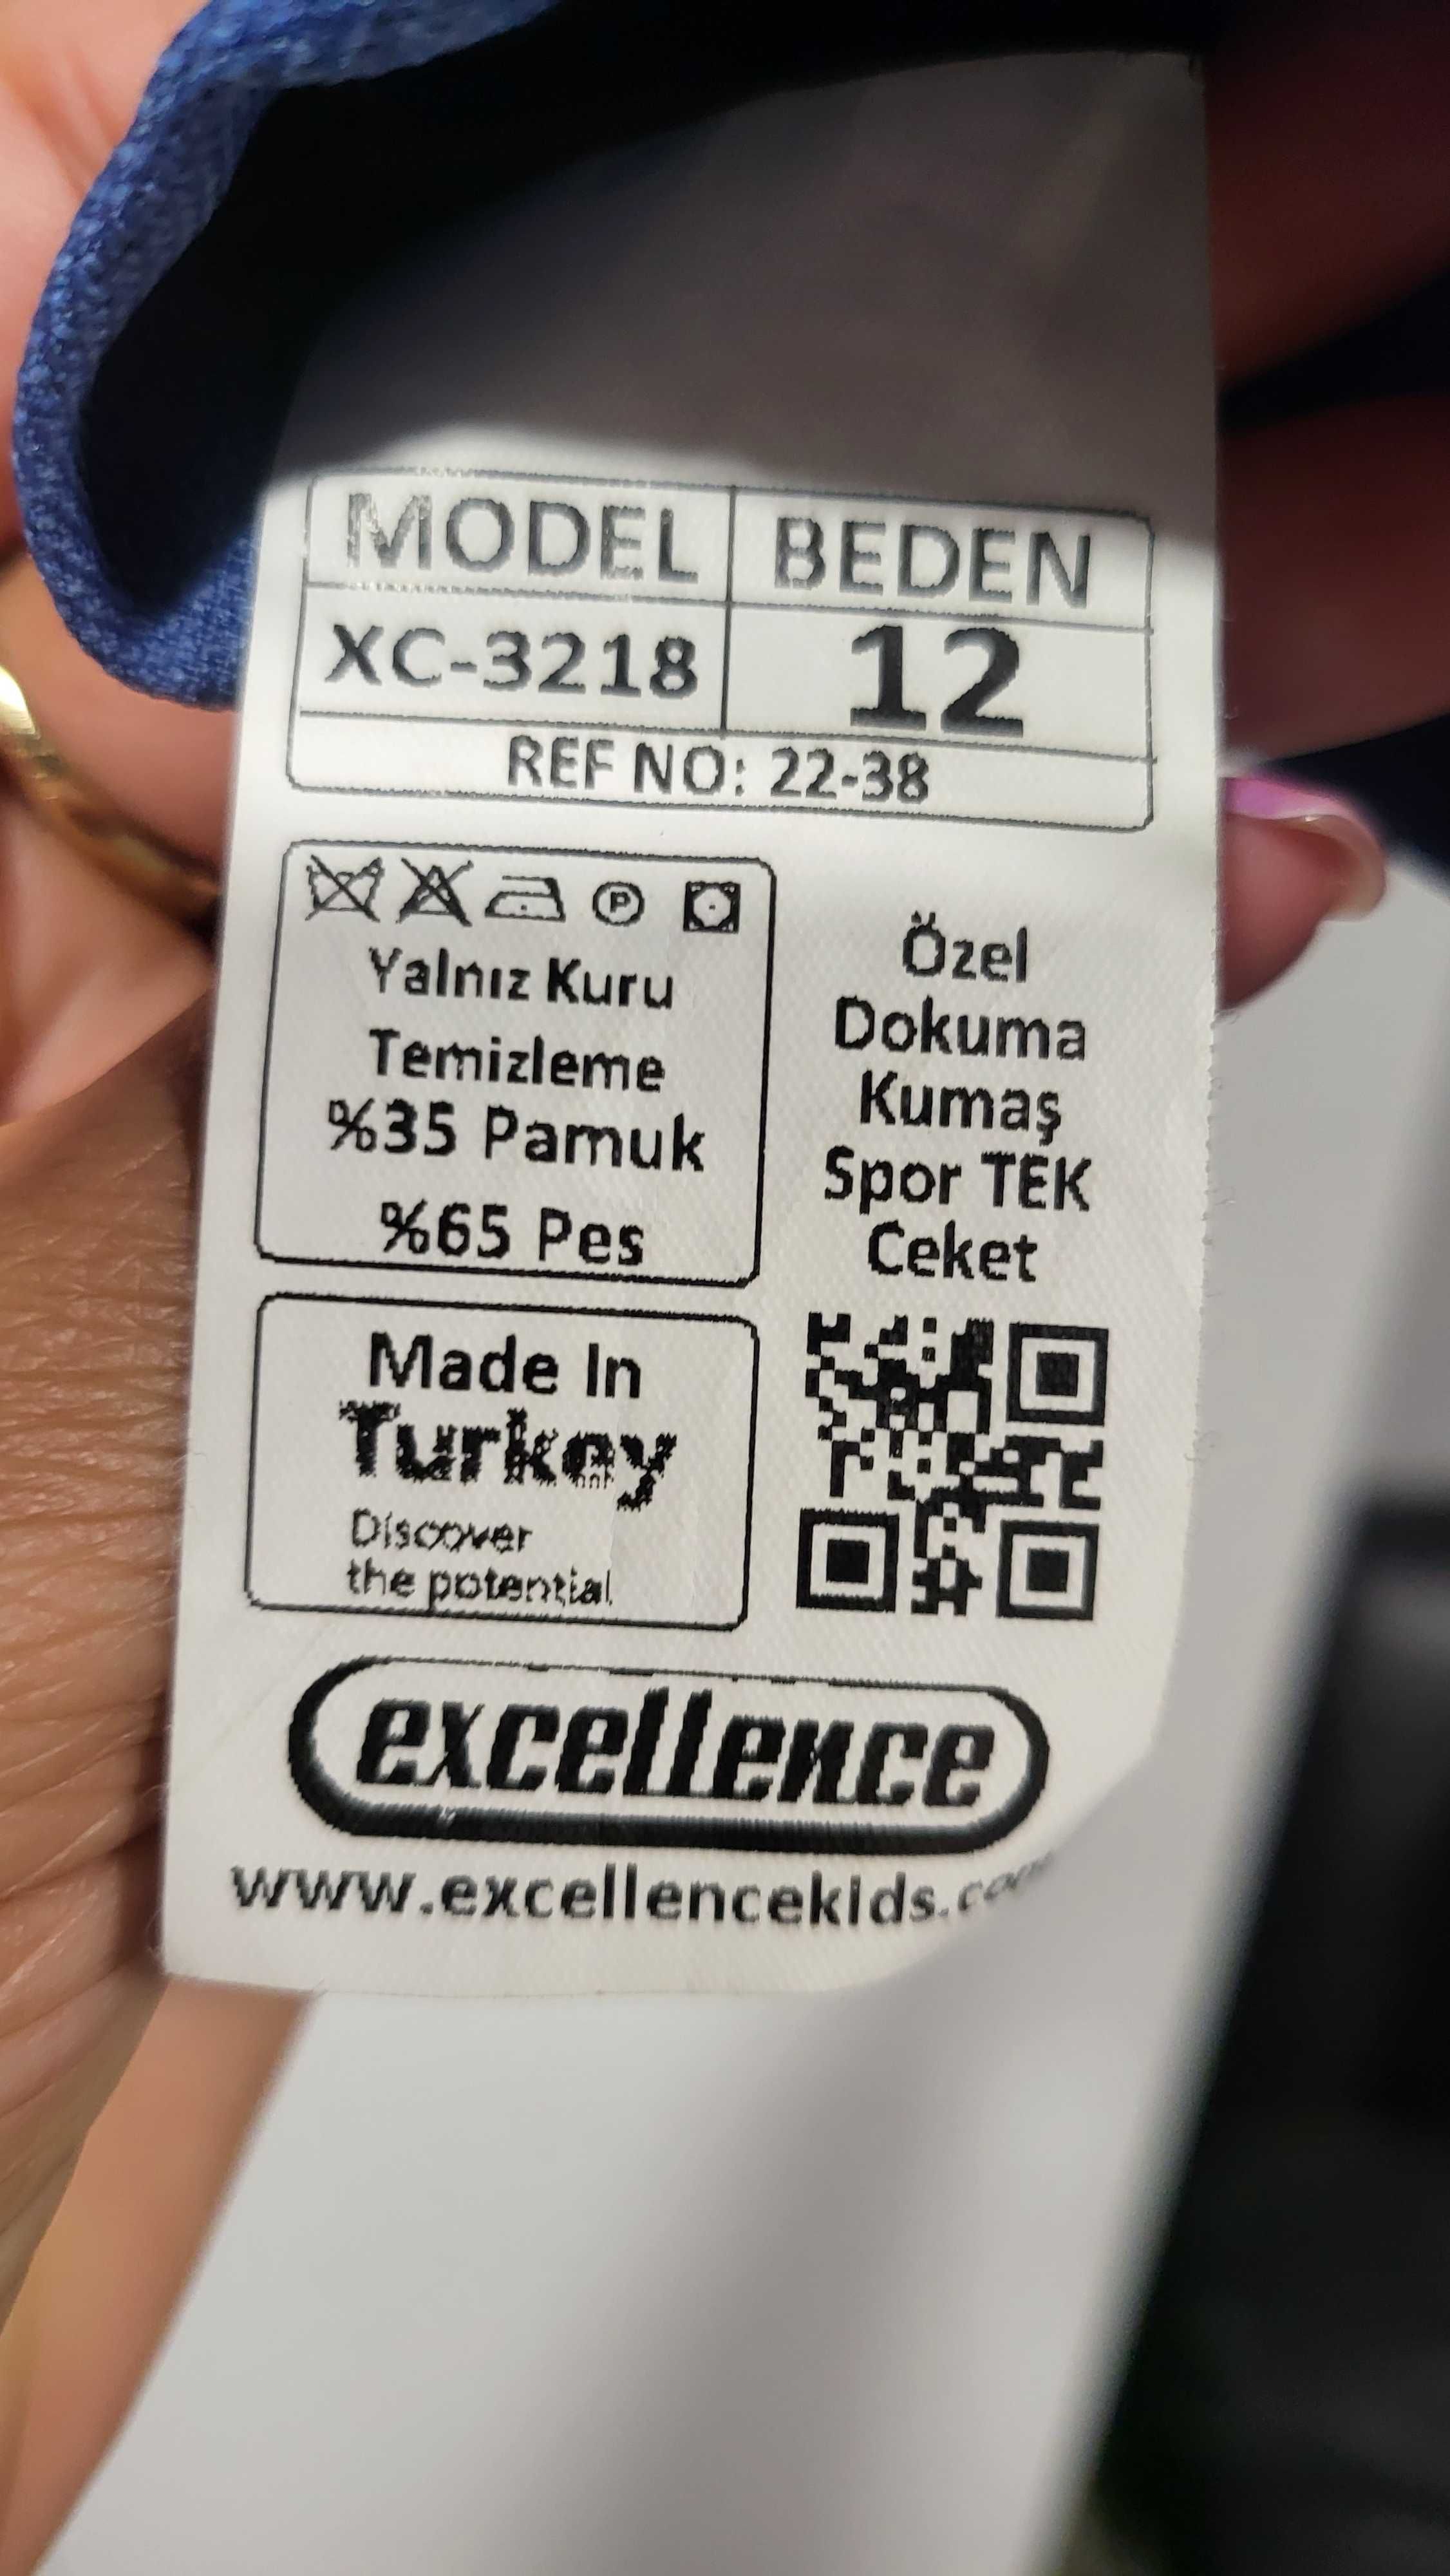 MODEL BEDEN
XC-3218 12
REF NO: 22-38
P
Yalnız Kuru
Temizleme
%35 Pamuk
%65 Pes
Özel
Dokuma
Kumaş
Spor TEK
Ceket
Made In
Turkey
Discover
the potential
excellence
www.excellencekids.com